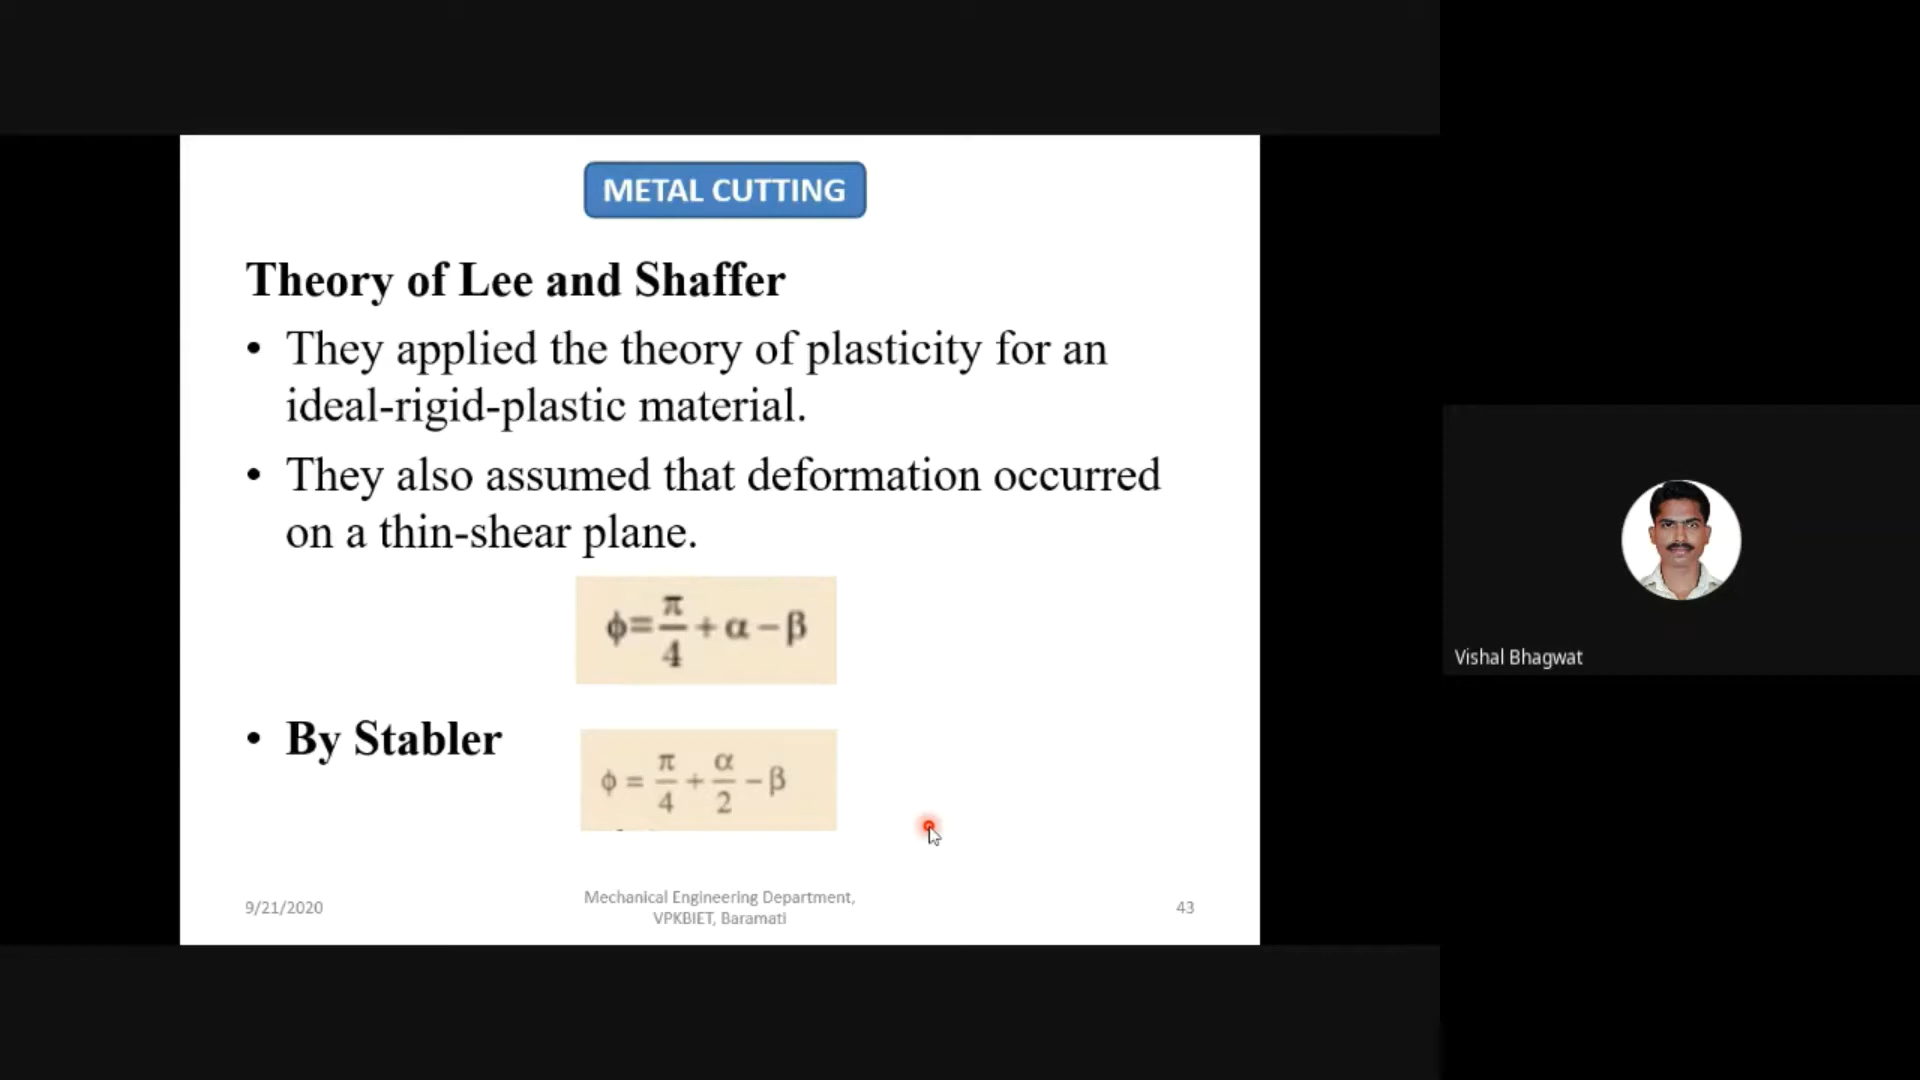 METAL CUTTING
Theory of Lee and Shaffer
• They applied the theory of plasticity for an
ideal-rigid-plastic material.
• They also assumed that deformation occurred
on a thin-shear plane.
ϕ = π/4 + α − β
• By Stabler
ϕ = π/4 + α/2 − β
9/21/2020
Mechanical Engineering Department,
VPKBIET, Baramati
43
Vishal Bhagwat